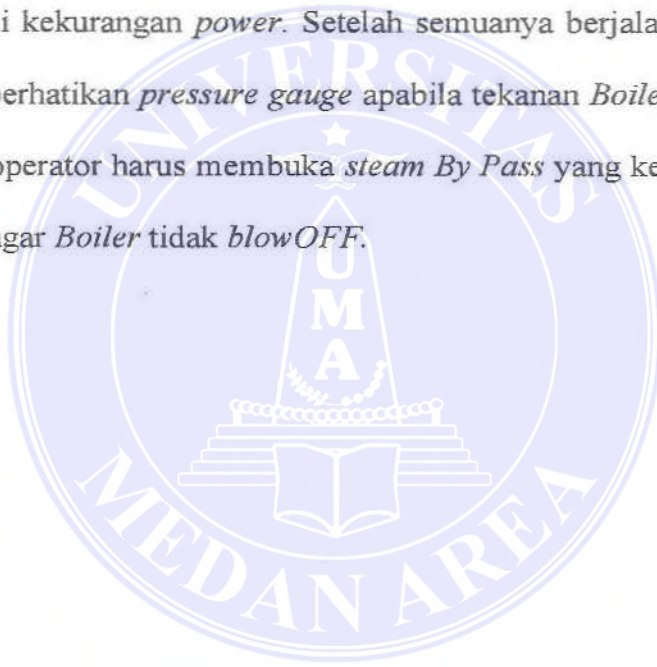 i kekurangan power. Setelah semuanya berjala
erhatikan pressure gauge apabila tekanan Boile
operator harus membuka steam By Pass yang ke
gar Boiler tidak blowOFF.
UNIVERSITAS
UMA
MEDAN AREA